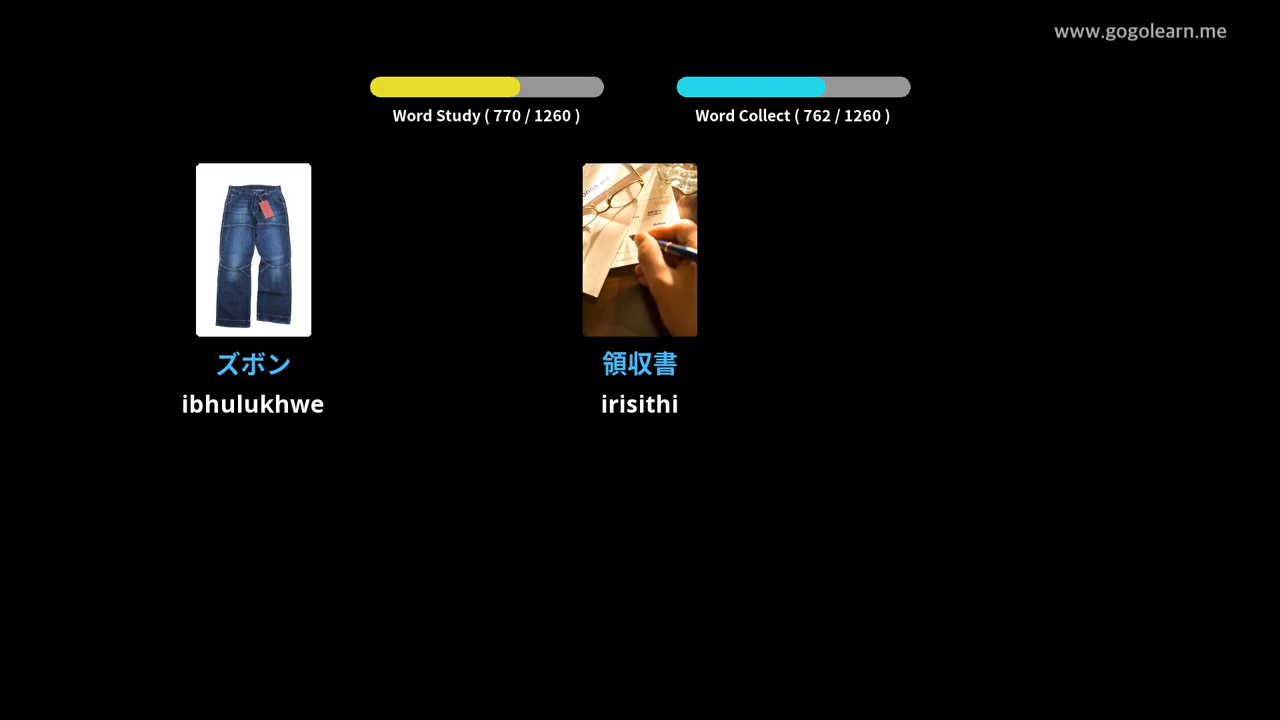 www.gogolearn.me
Word Study ( 770 / 1260 )
Word Collect ( 762 / 1260 )
ズボン
ibhulukhwe
領収書
irisithi